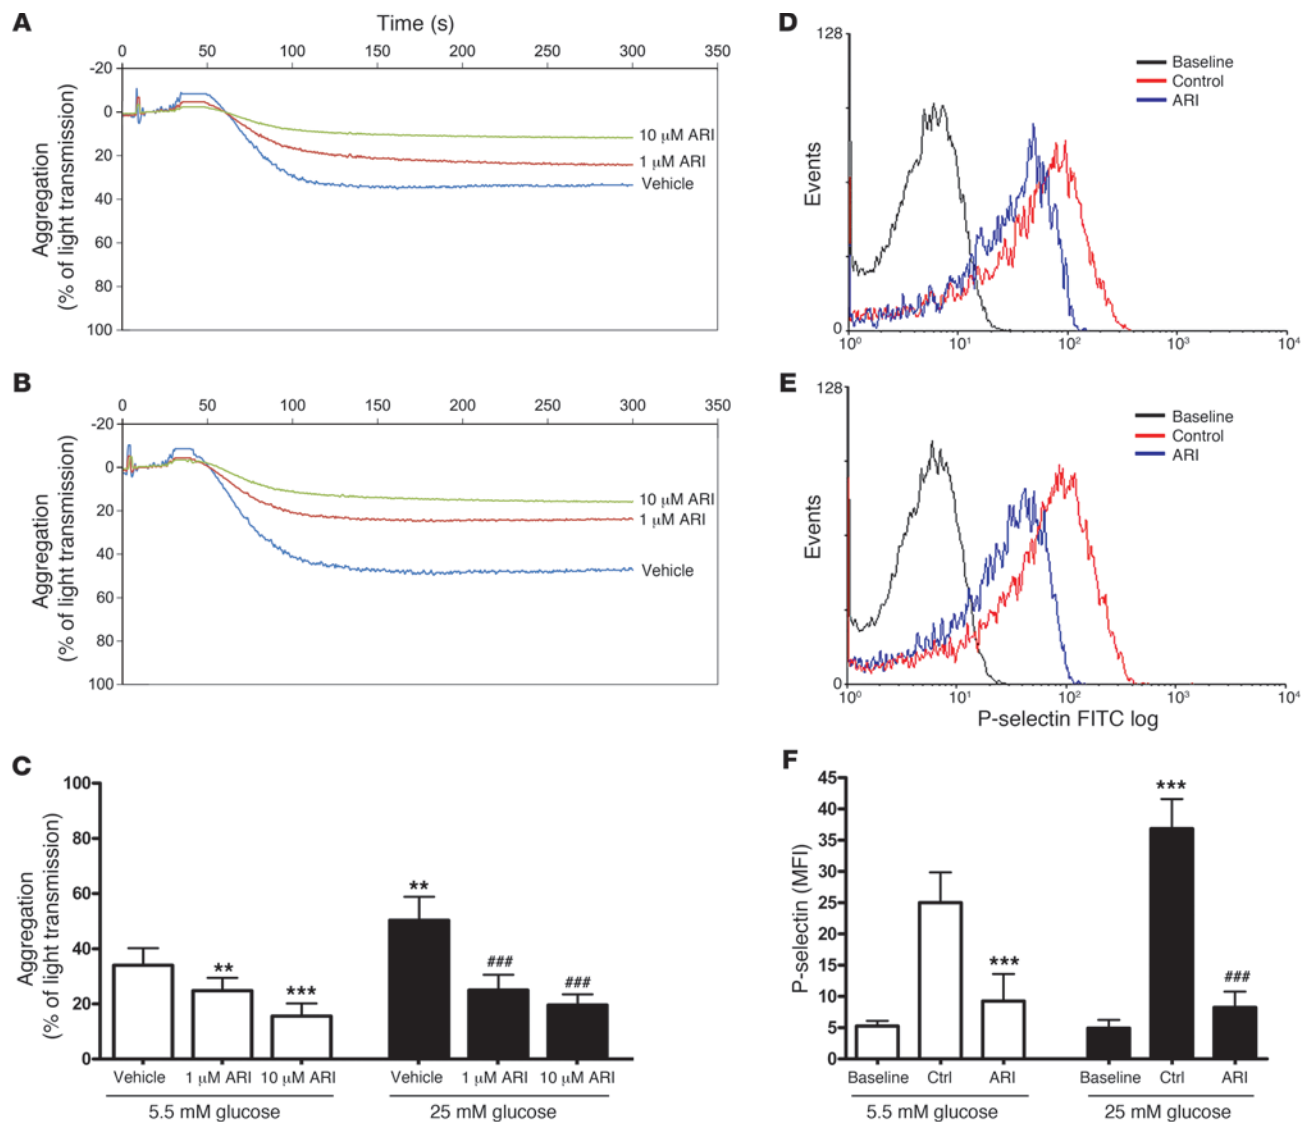 A
Time (s)
0 50 100 150 200 250 300 350
-20
0
20
40
60
80
100
Aggregation
(% of light transmission)
10 µM ARI
1 µM ARI
Vehicle
B
0 50 100 150 200 250 300 350
-20
0
20
40
60
80
100
Aggregation
(% of light transmission)
10 µM ARI
1 µM ARI
Vehicle
C
100
80
60
40
20
0
Aggregation
(% of light transmission)
** *** ** ### ###
Vehicle 1 µM ARI 10 µM ARI Vehicle 1 µM ARI 10 µM ARI
5.5 mM glucose 25 mM glucose
D
128
0
Events
Baseline
Control
ARI
10⁰ 10¹ 10² 10³ 10⁴
E
128
0
Events
Baseline
Control
ARI
10⁰ 10¹ 10² 10³ 10⁴
P-selectin FITC log
F
45
40
35
30
25
20
15
10
5
0
P-selectin (MFI)
*** *** ###
Baseline Ctrl ARI Baseline Ctrl ARI
5.5 mM glucose 25 mM glucose